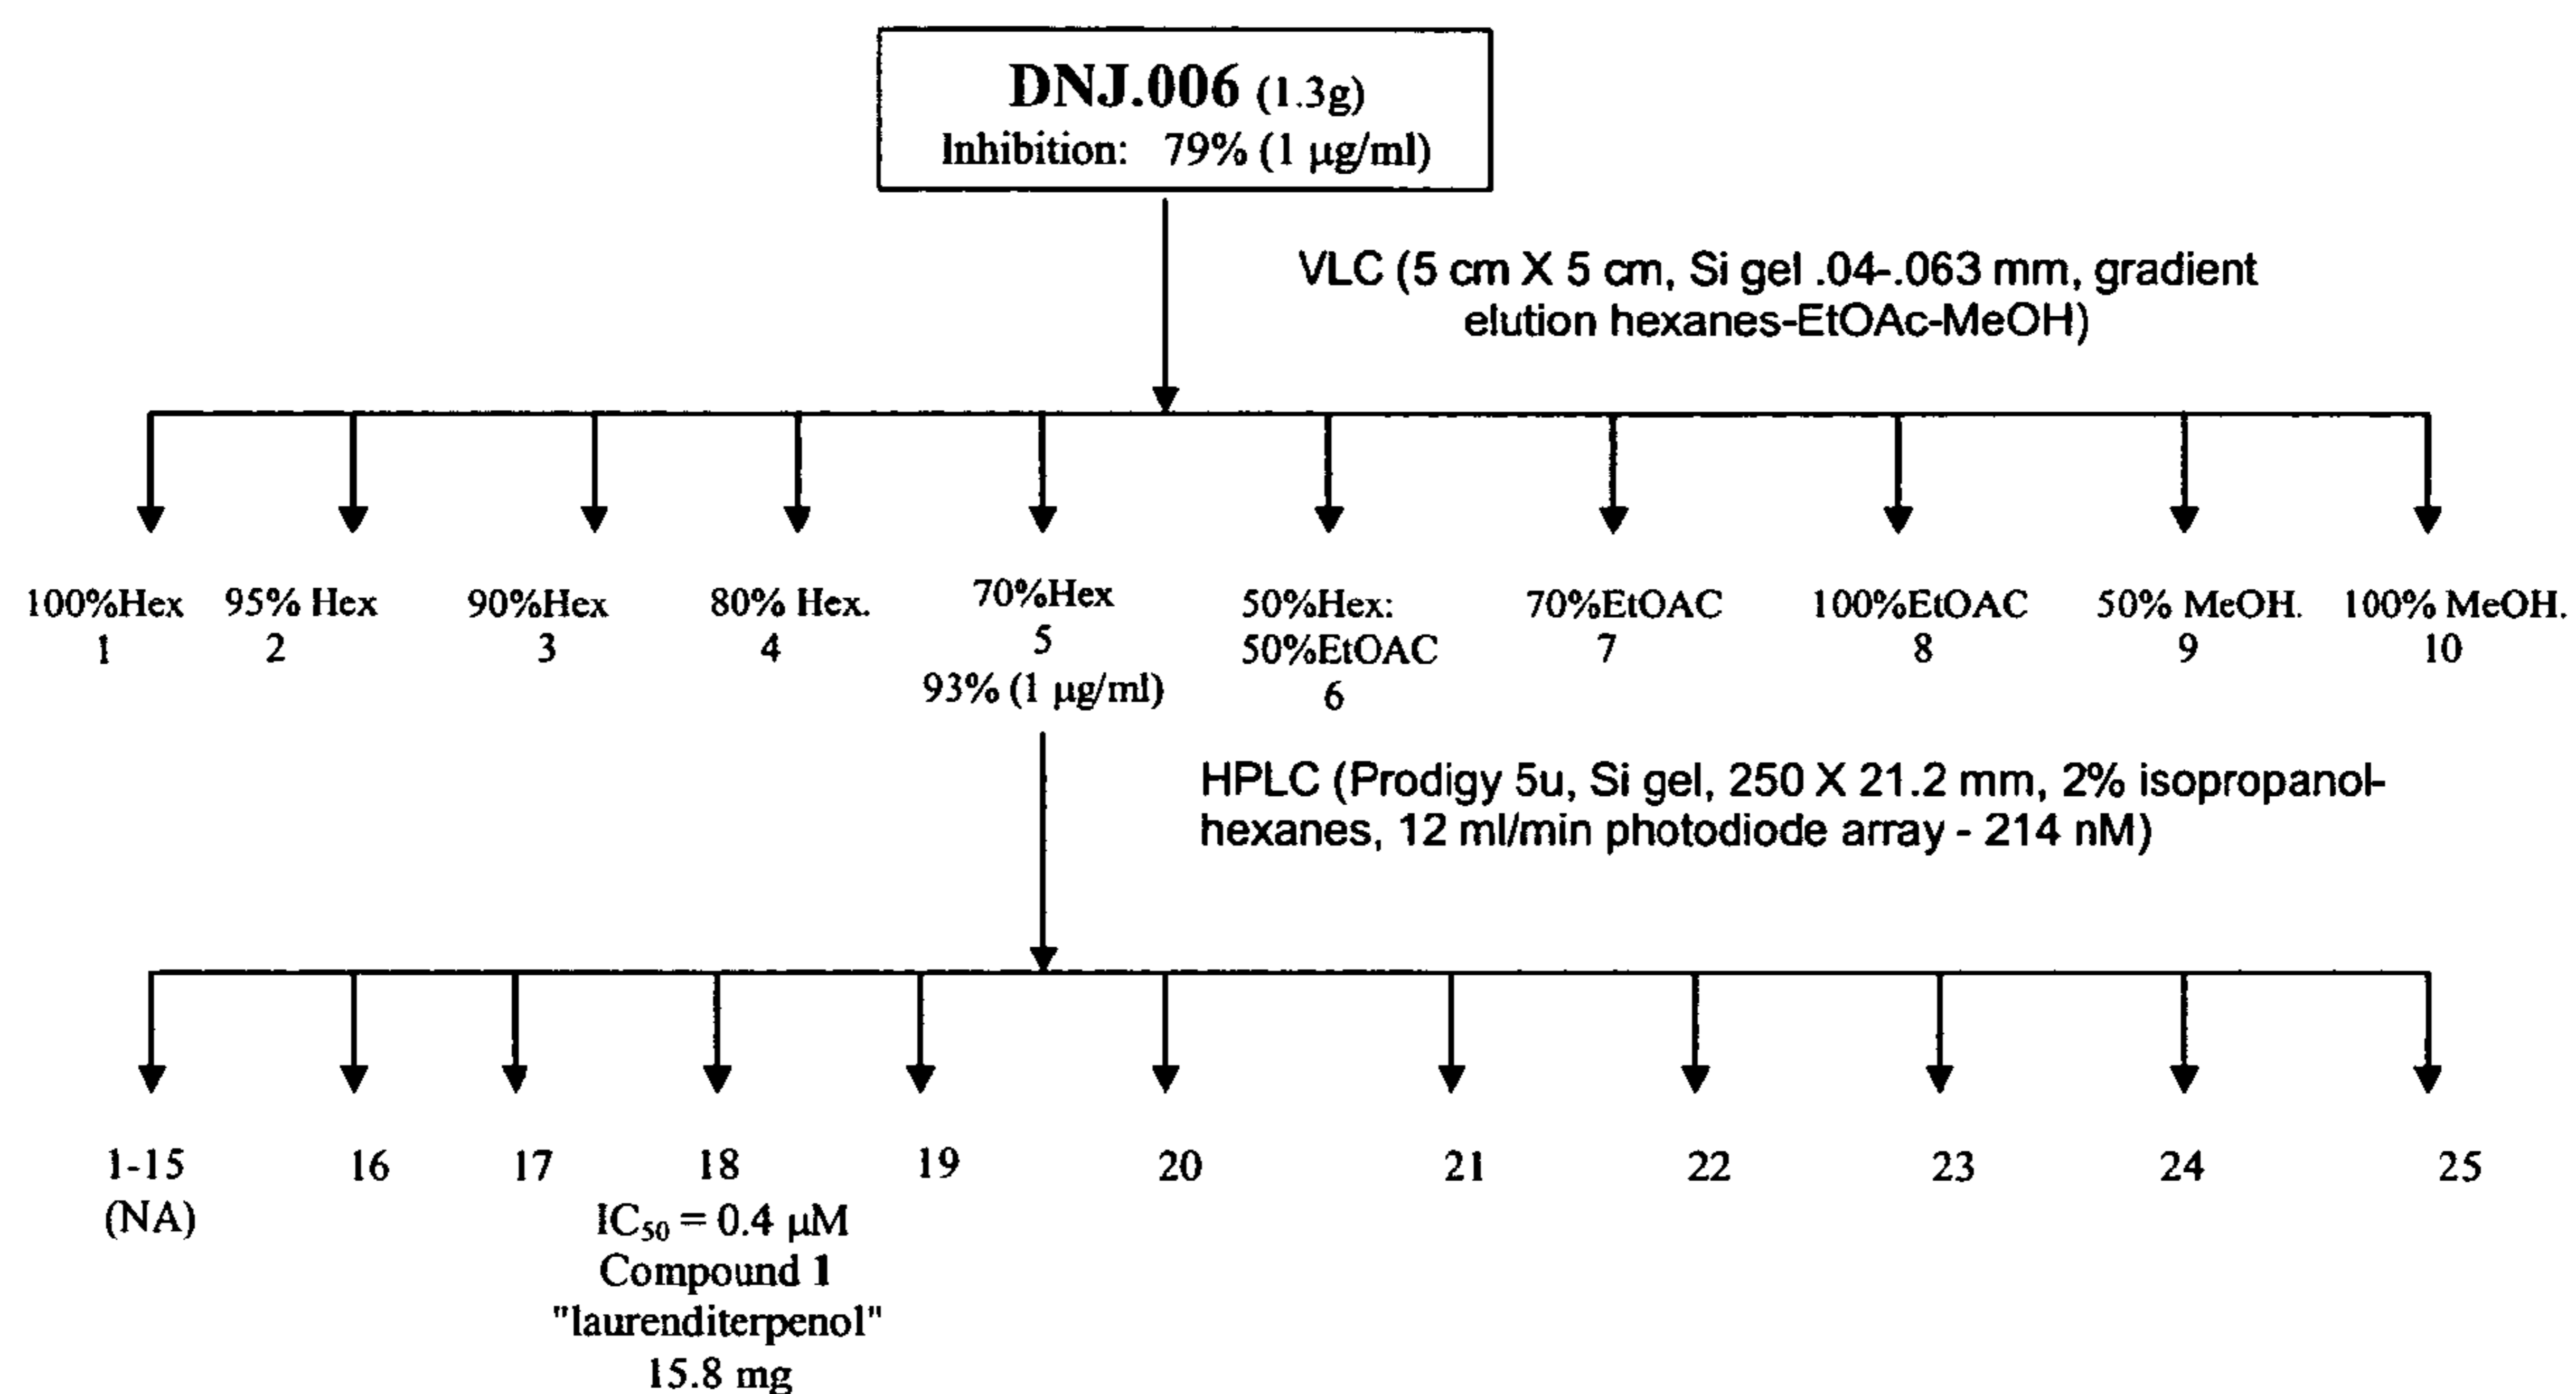 DNJ.006 (1.3g)
Inhibition: 79% (1 µg/ml)
VLC (5 cm X 5 cm, Si gel .04-.063 mm, gradient
elution hexanes-EtOAc-MeOH)
100%Hex
1
95% Hex
2
90%Hex
3
80% Hex.
4
70%Hex
5
93% (1 µg/ml)
50%Hex:
50%EtOAC
6
70%EtOAC
7
100%EtOAC
8
50% MeOH.
9
100% MeOH.
10
HPLC (Prodigy 5u, Si gel, 250 X 21.2 mm, 2% isopropanol-
hexanes, 12 ml/min photodiode array - 214 nM)
1-15
(NA)
16
17
18
IC₅₀ = 0.4 µM
Compound 1
"laurenditerpenol"
15.8 mg
19
20
21
22
23
24
25